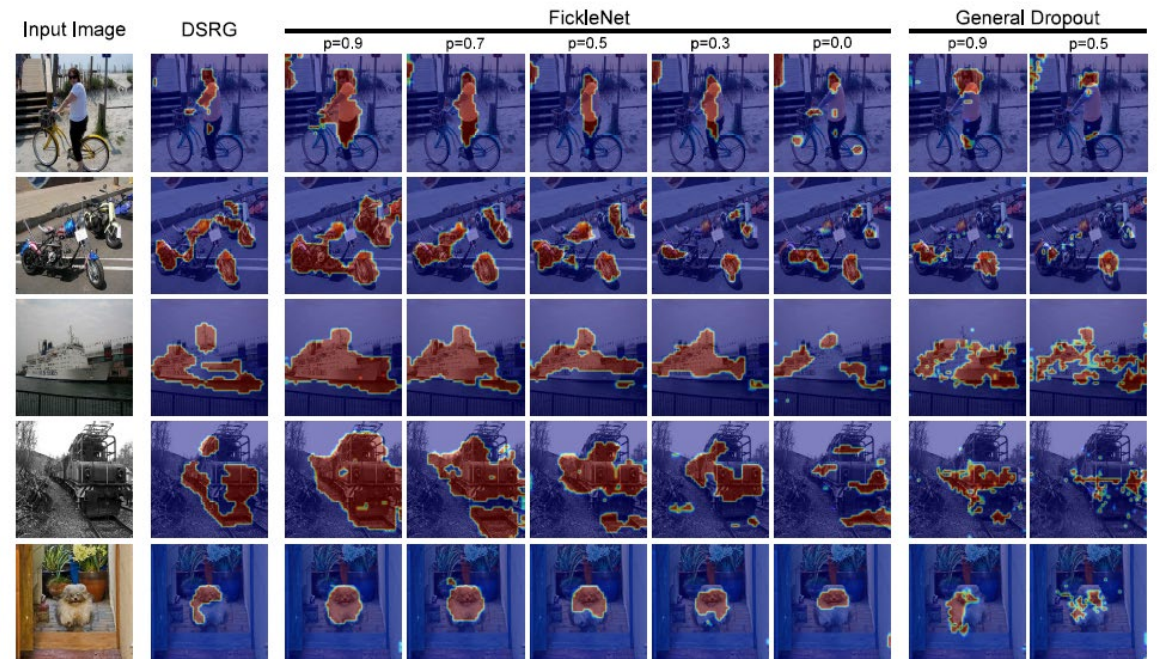 FickleNet
General Dropout
Input Image
DSRG
p=0.9
p=0.7
p=0.5
p=0.3
p=0.0
p=0.9
p=0.5